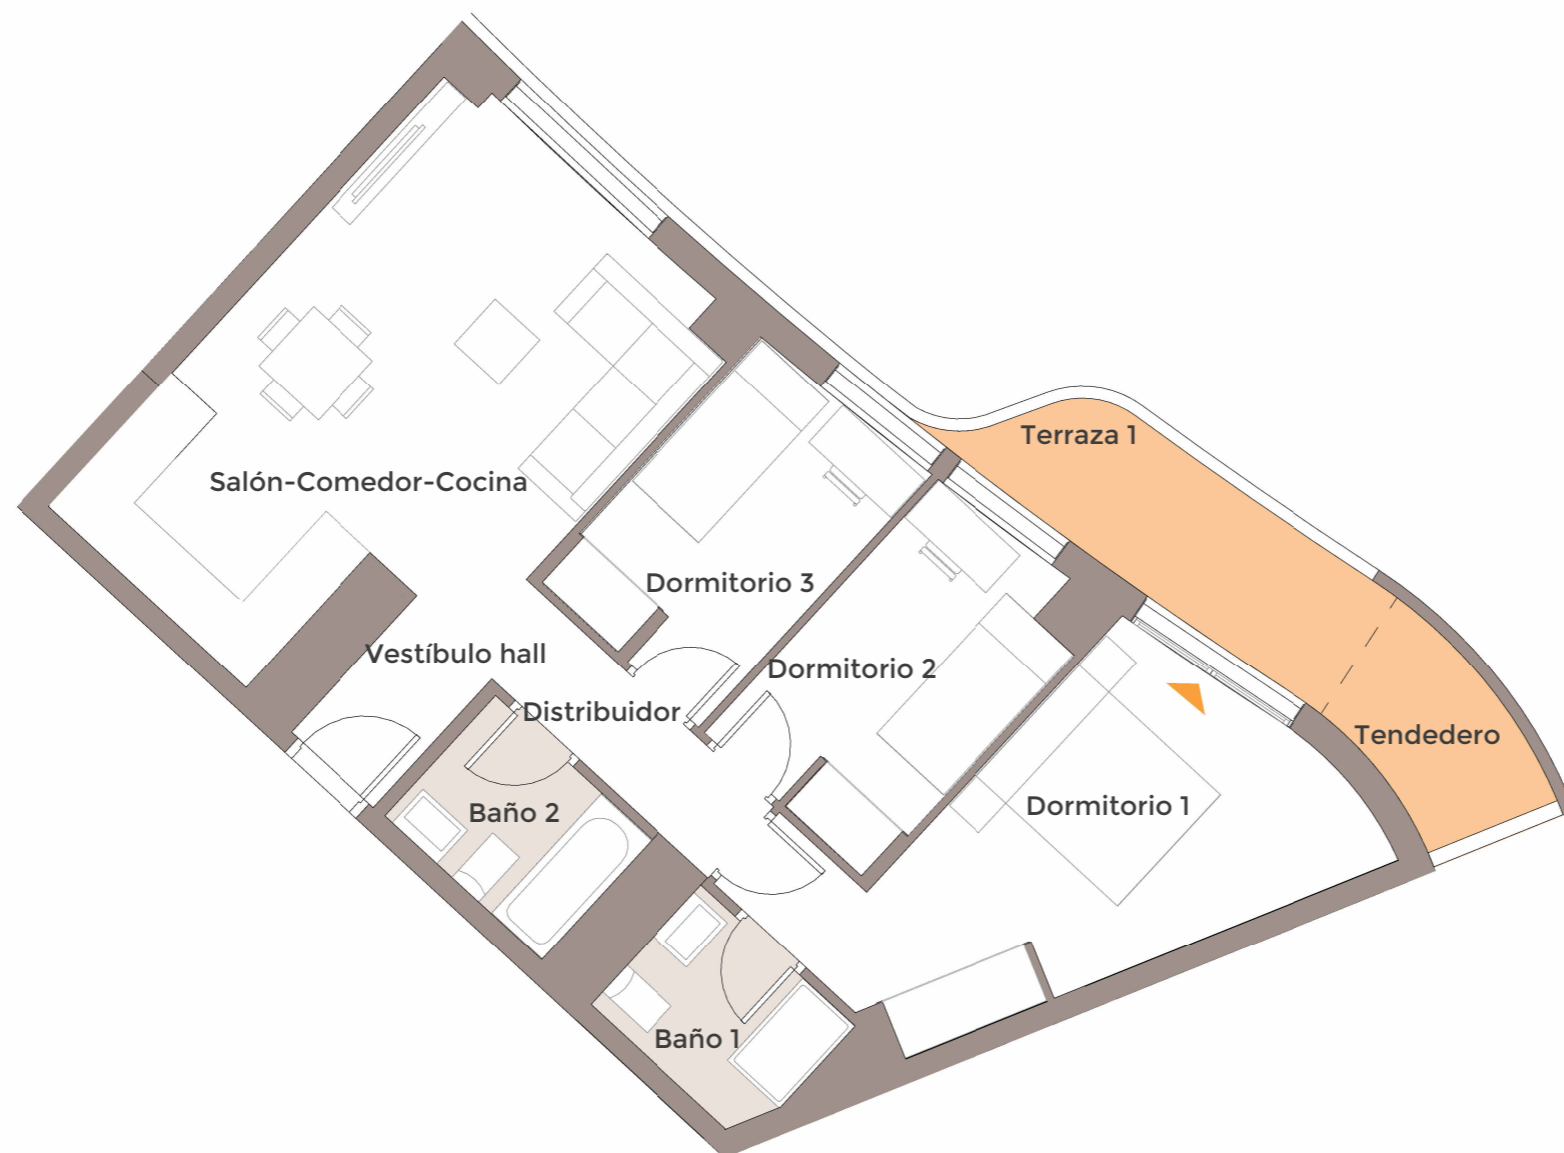 Terraza 1
Salón-Comedor-Cocina
Dormitorio 3
Vestíbulo hall
Dormitorio 2
Distribuidor
Tendedero
Dormitorio 1
Baño 2
Baño 1